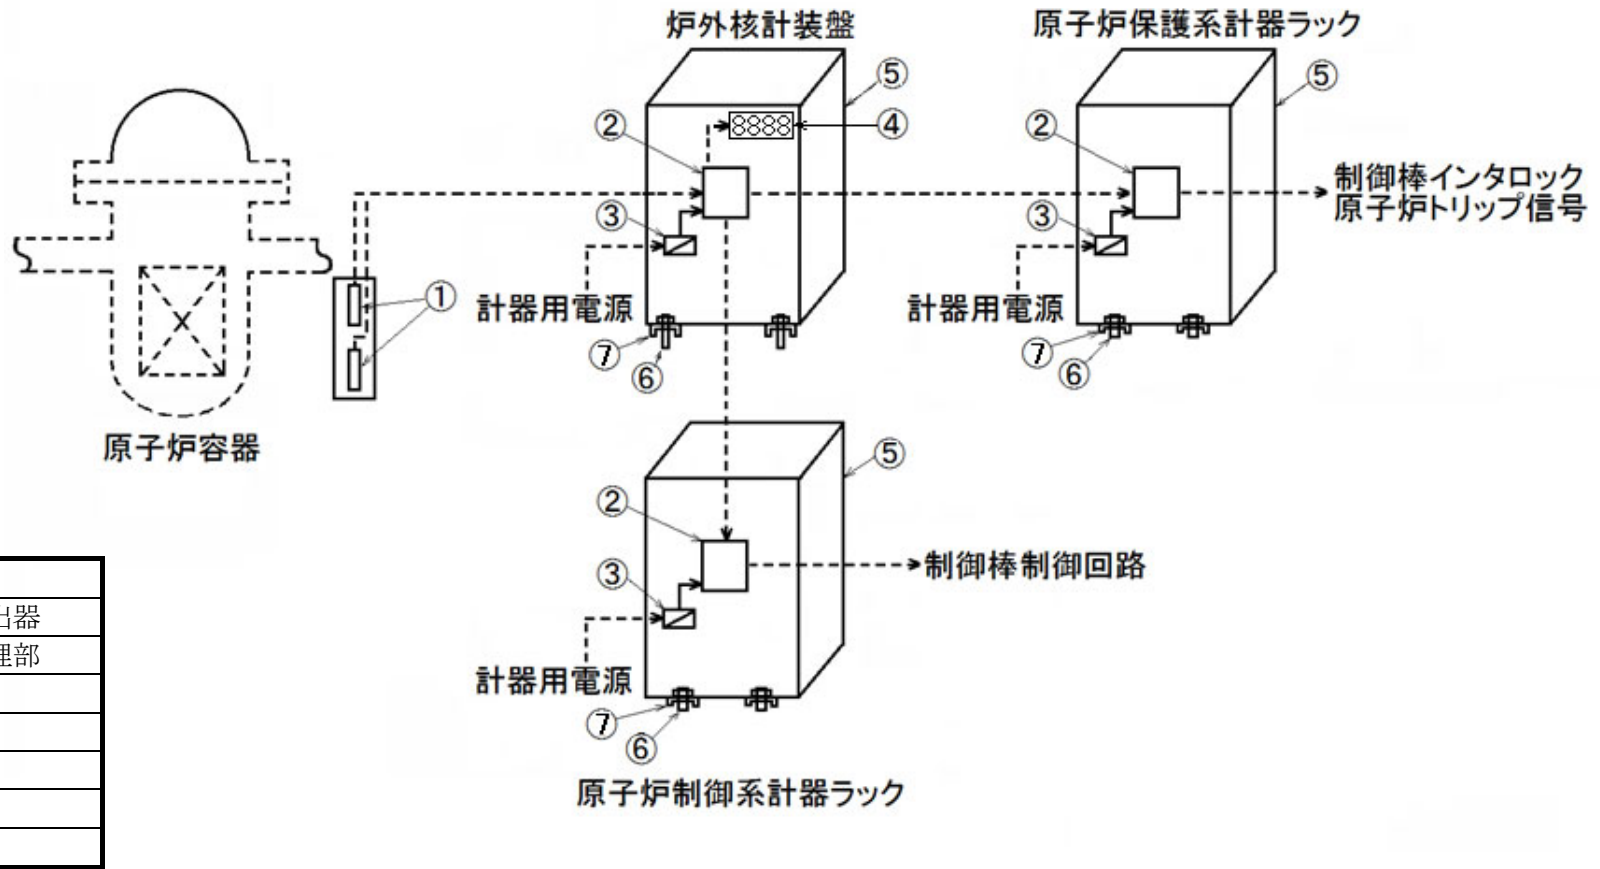 炉外核計装盤
原子炉保護系計器ラック
⑤
⑤
②
④
②
制御棒インタロック
原子炉トリップ信号
③
③
①
計器用電源
計器用電源
⑦
⑥
⑦
⑥
原子炉容器
⑤
②
制御棒制御回路
③
出器
理部
計器用電源
⑦
⑥
原子炉制御系計器ラック